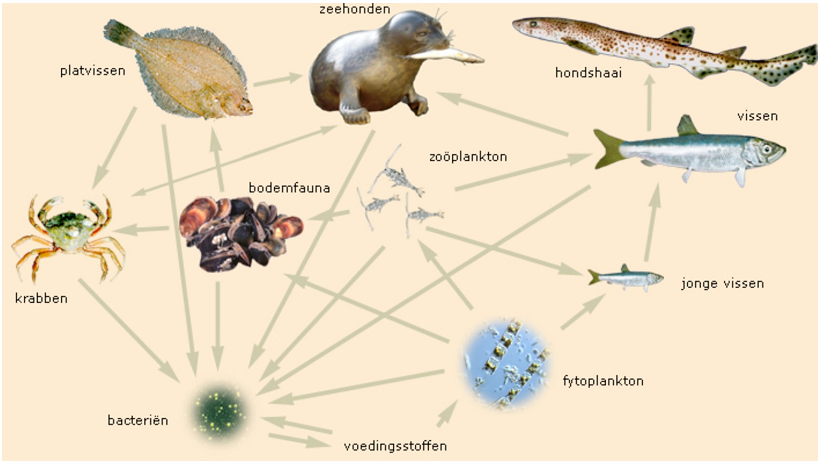 zeehonden
platvissen
hondshaai
vissen
zoöplankton
bodemfauna
jonge vissen
krabben
fytoplankton
bacteriën
voedingsstoffen